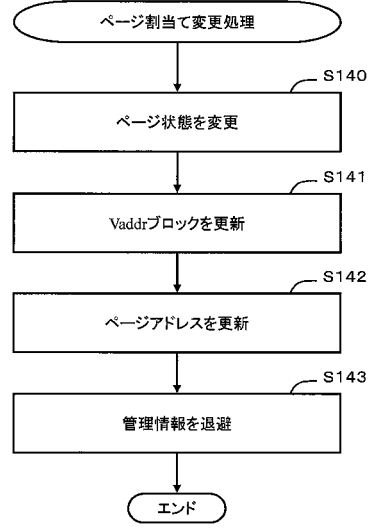 ページ割当て変更処理
S140
ページ状態を変更
S141
Vaddrブロックを更新
S142
ページアドレスを更新
S143
管理情報を退避
エンド